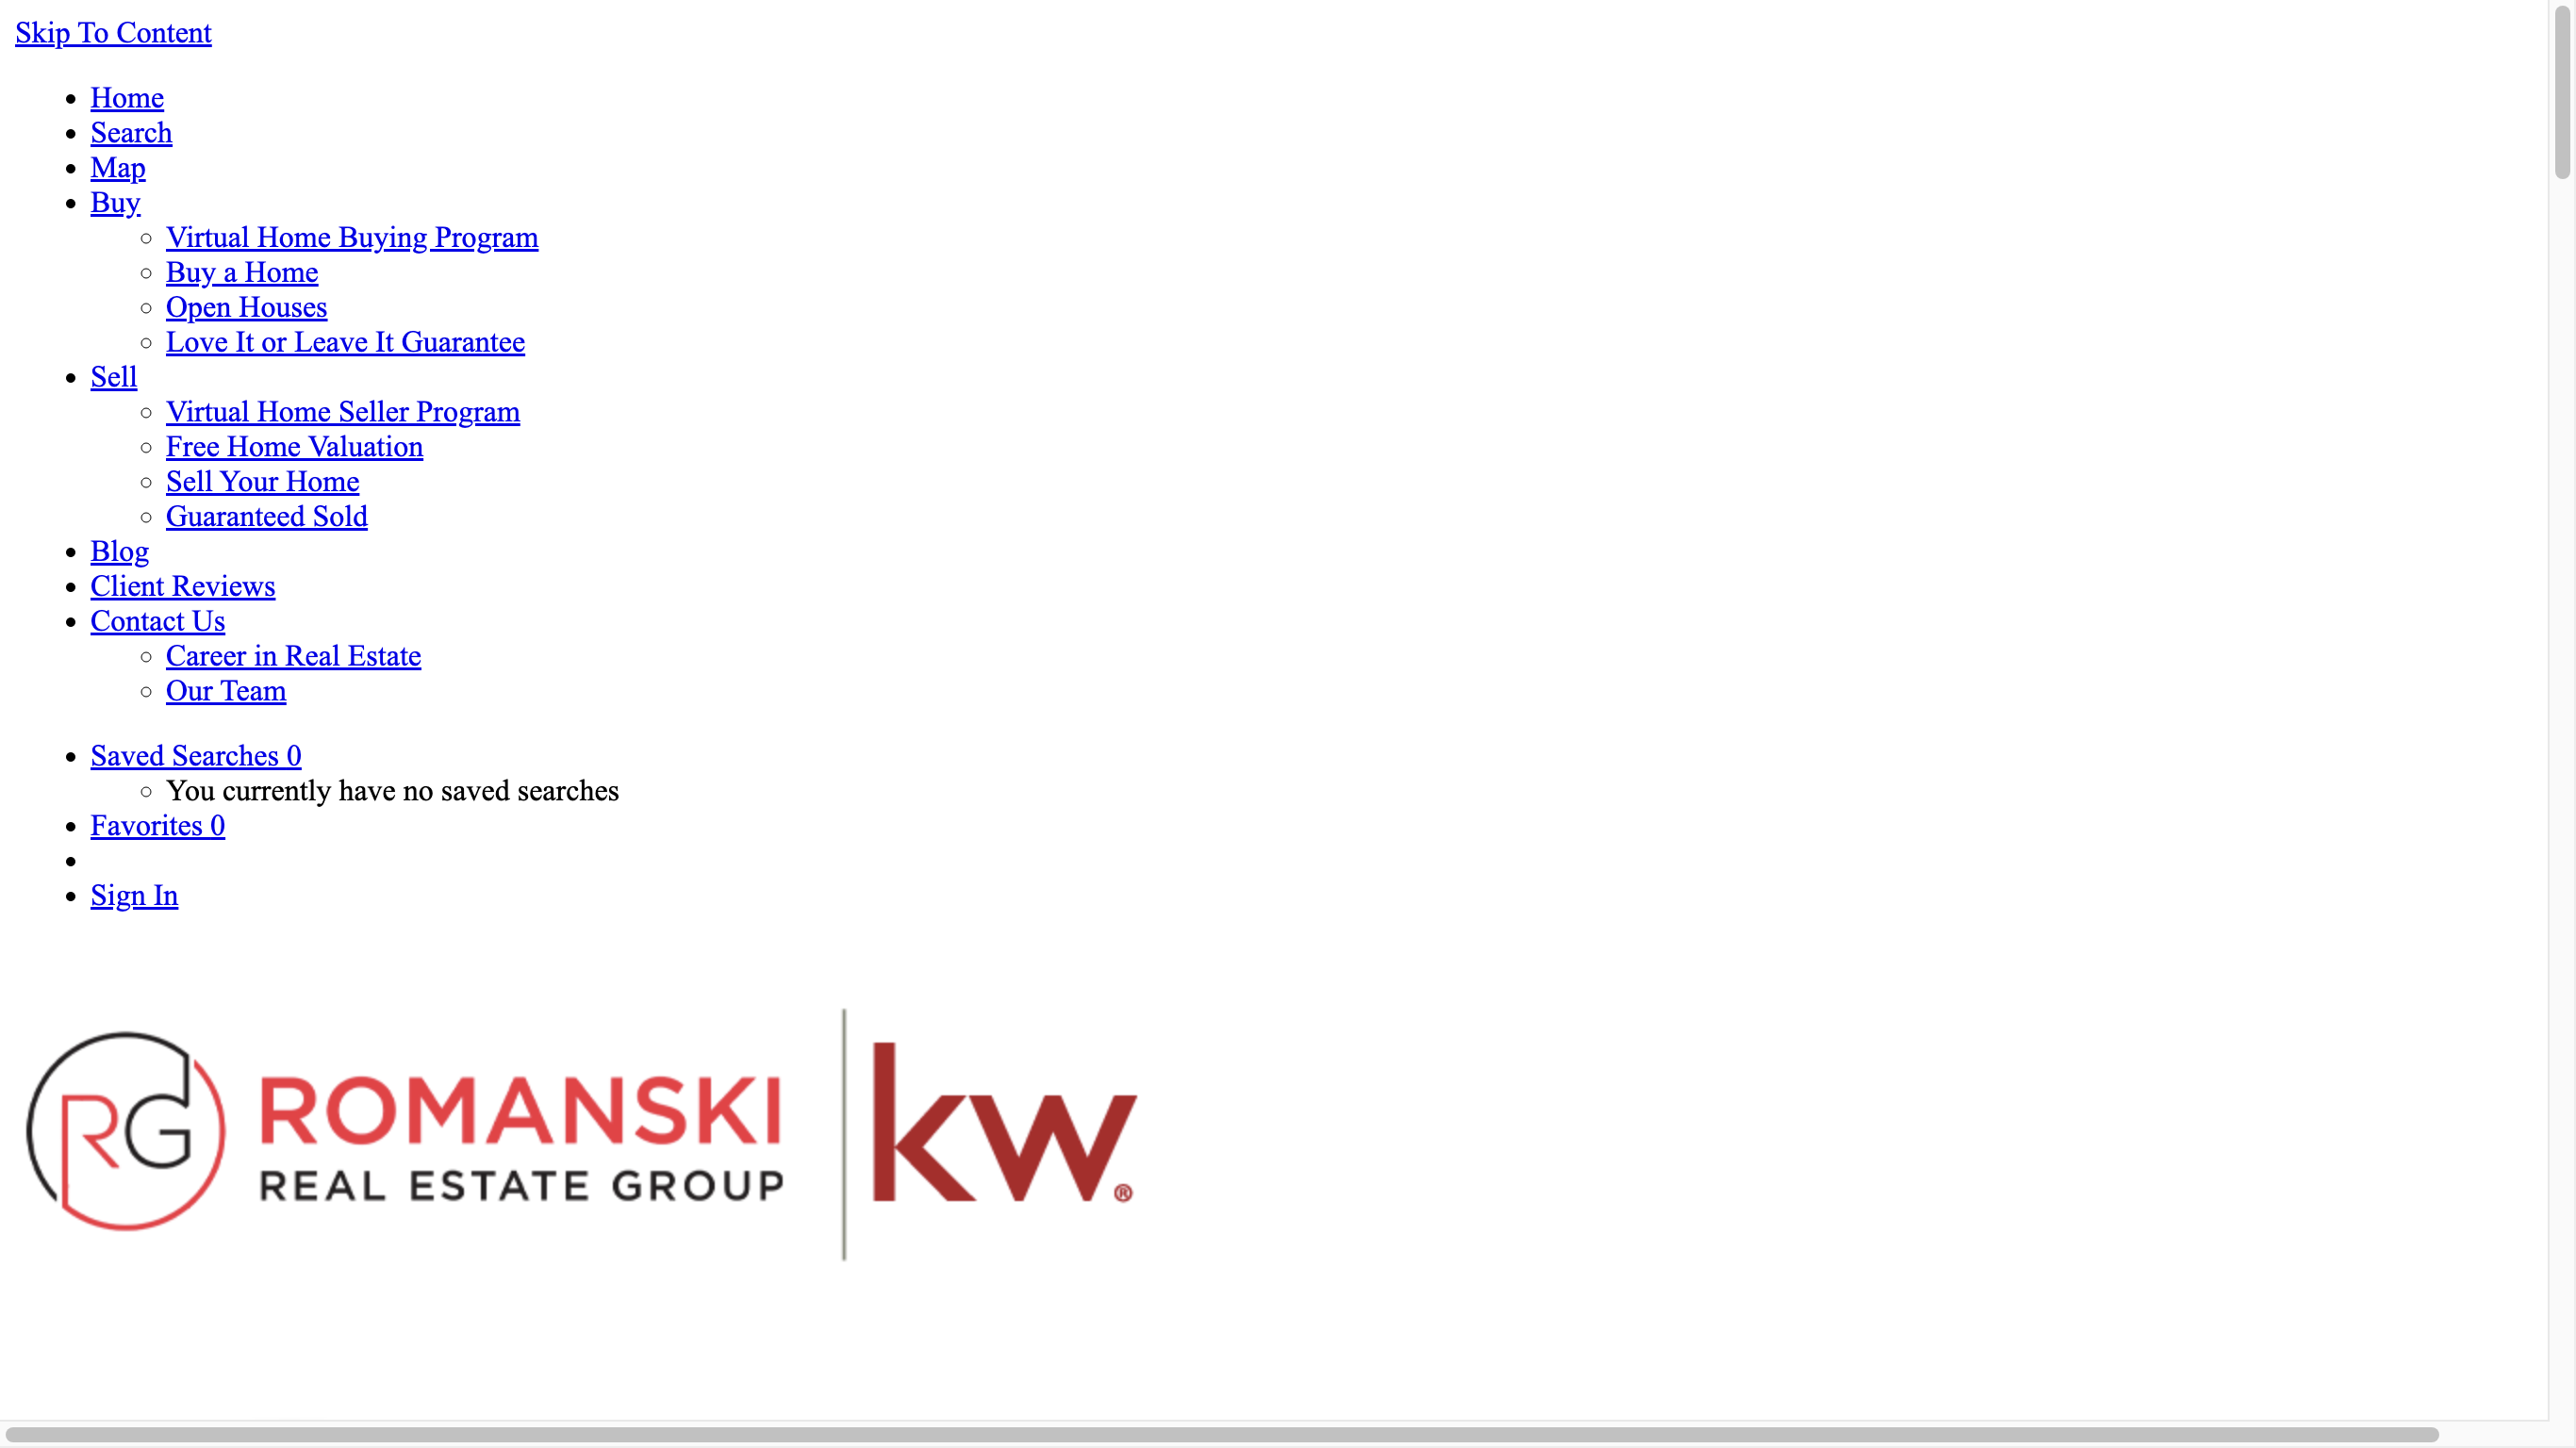 Skip To Content
Home
Search
Map
Buy
Virtual Home Buying Program
Buy a Home
Open Houses
Love It or Leave It Guarantee
Sell
Virtual Home Seller Program
Free Home Valuation
Sell Your Home
Guaranteed Sold
Blog
Client Reviews
Contact Us
Career in Real Estate
Our Team
Saved Searches 0
You currently have no saved searches
Favorites 0
Sign In
RG
ROMANSKI
REAL ESTATE GROUP
kw®